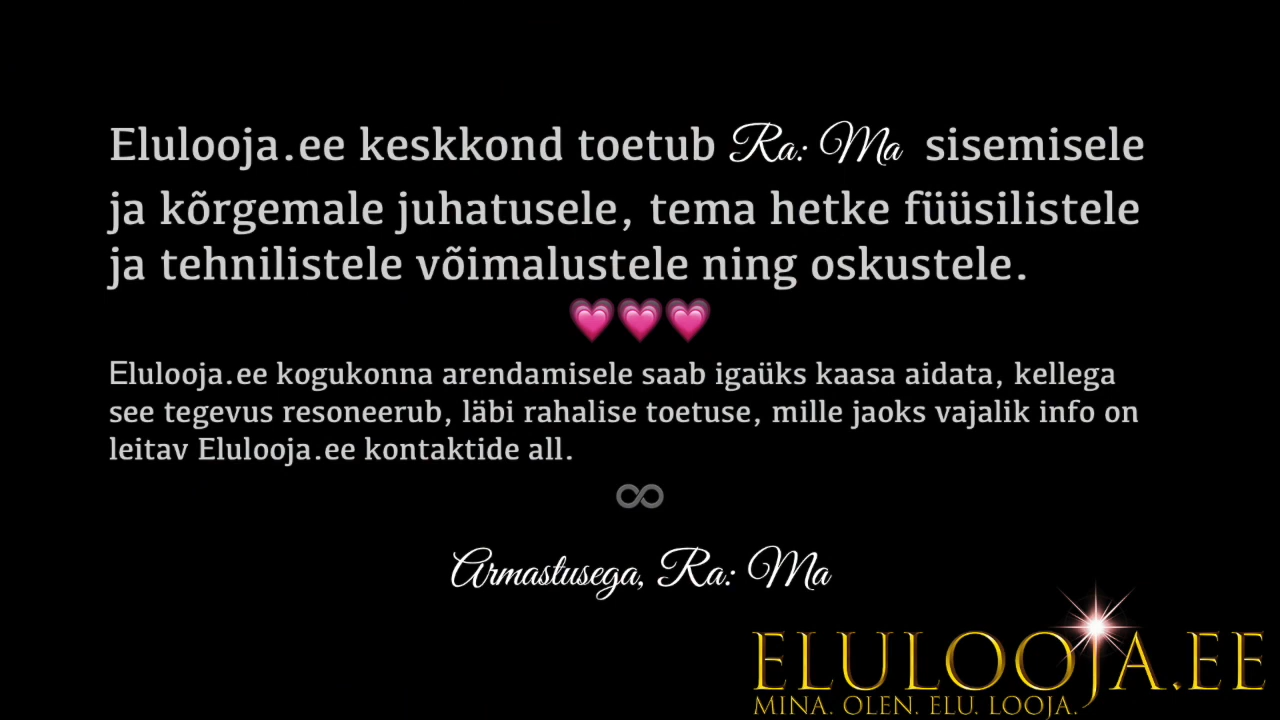 Elulooja.ee keskkond toetub Ra: Ma sisemisele
ja kõrgemale juhatusele, tema hetke füüsilistele
ja tehnilistele võimalustele ning oskustele.
💗💗💗
Elulooja.ee kogukonna arendamisele saab igaüks kaasa aidata, kellega
see tegevus resoneerub, läbi rahalise toetuse, mille jaoks vajalik info on
leitav Elulooja.ee kontaktide all.
∞
Armastusega, Ra: Ma
ELULOOJA.EE
MINA. OLEN. ELU. LOOJA.